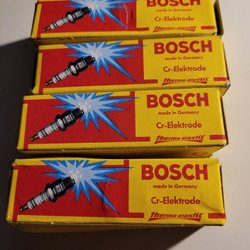 BOSCH
made in Germany
Cr-Elektrode
Thermo elastic
BOSCH
made in Germany
Cr-Elektrode
Thermo elastic
BOSCH
made in Germany
Cr-Elektrode
Thermo elastic
BOSCH
made in Germany
Cr-Elektrode
Thermo elastic